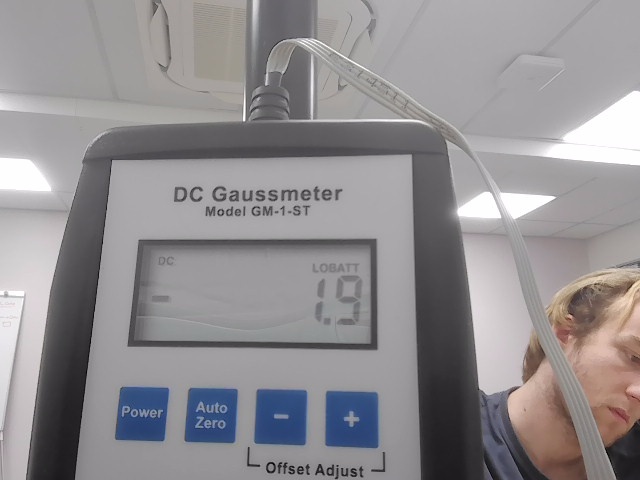 DC Gaussmeter
Model GM-1-ST
DC
LOBATT
- 1.9
Power
Auto
Zero
-
+
Offset Adjust